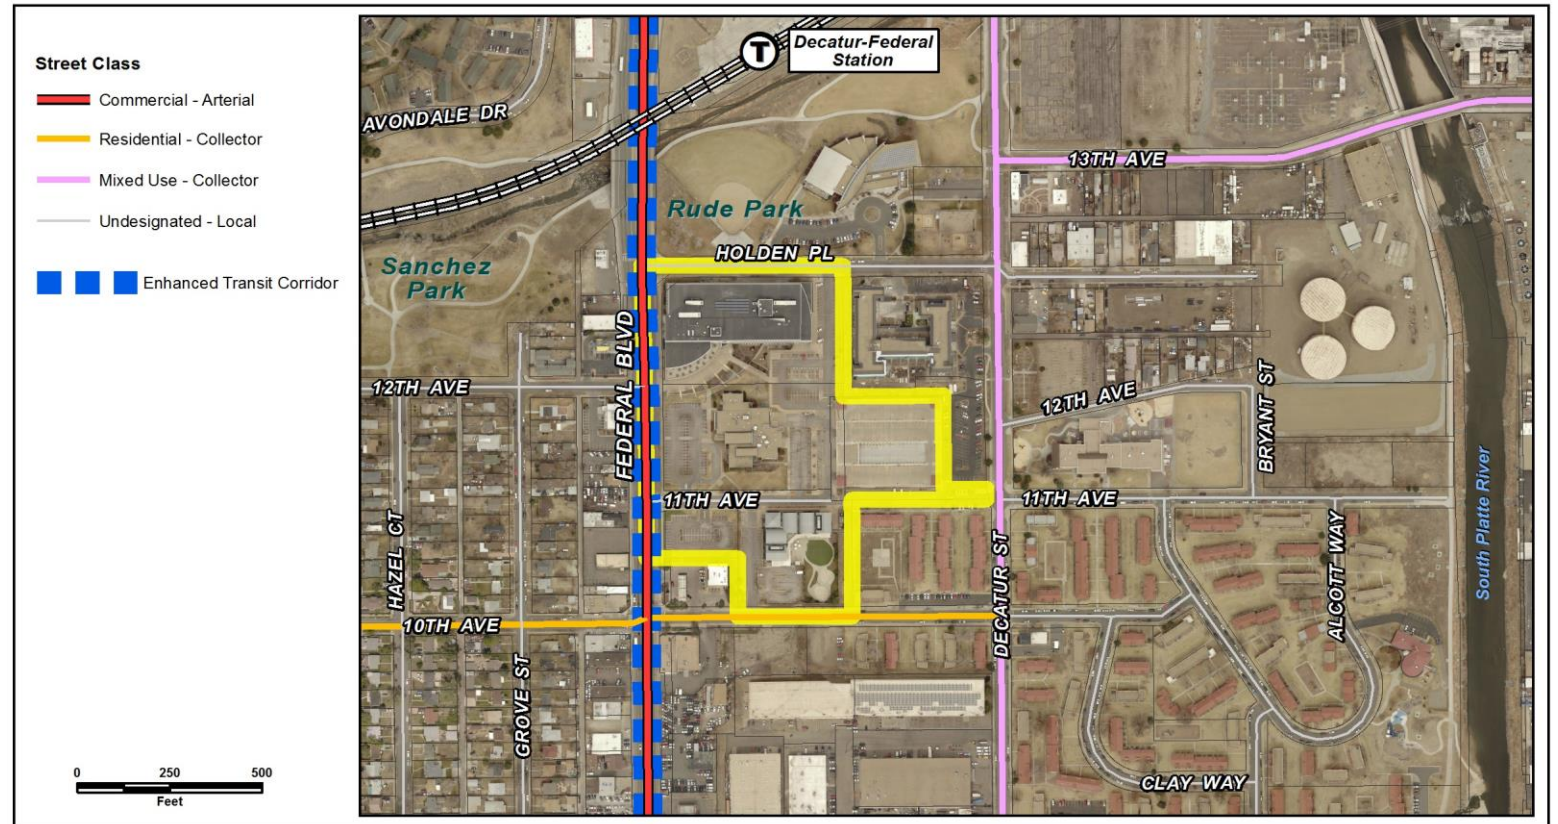 Street Class
Commercial - Arterial
Residential - Collector
Mixed Use - Collector
Undesignated - Local
Enhanced Transit Corridor
0 250 500
Feet
T
Decatur-Federal
Station
AVONDALE DR
13TH AVE
Rude Park
HOLDEN PL
Sanchez
Park
FEDERAL BLVD
12TH AVE
12TH AVE
BRYANT ST
11TH AVE
11TH AVE
South Platte River
HAZEL CT
DECATUR ST
ALCOTT WAY
10TH AVE
GROVE ST
CLAY WAY